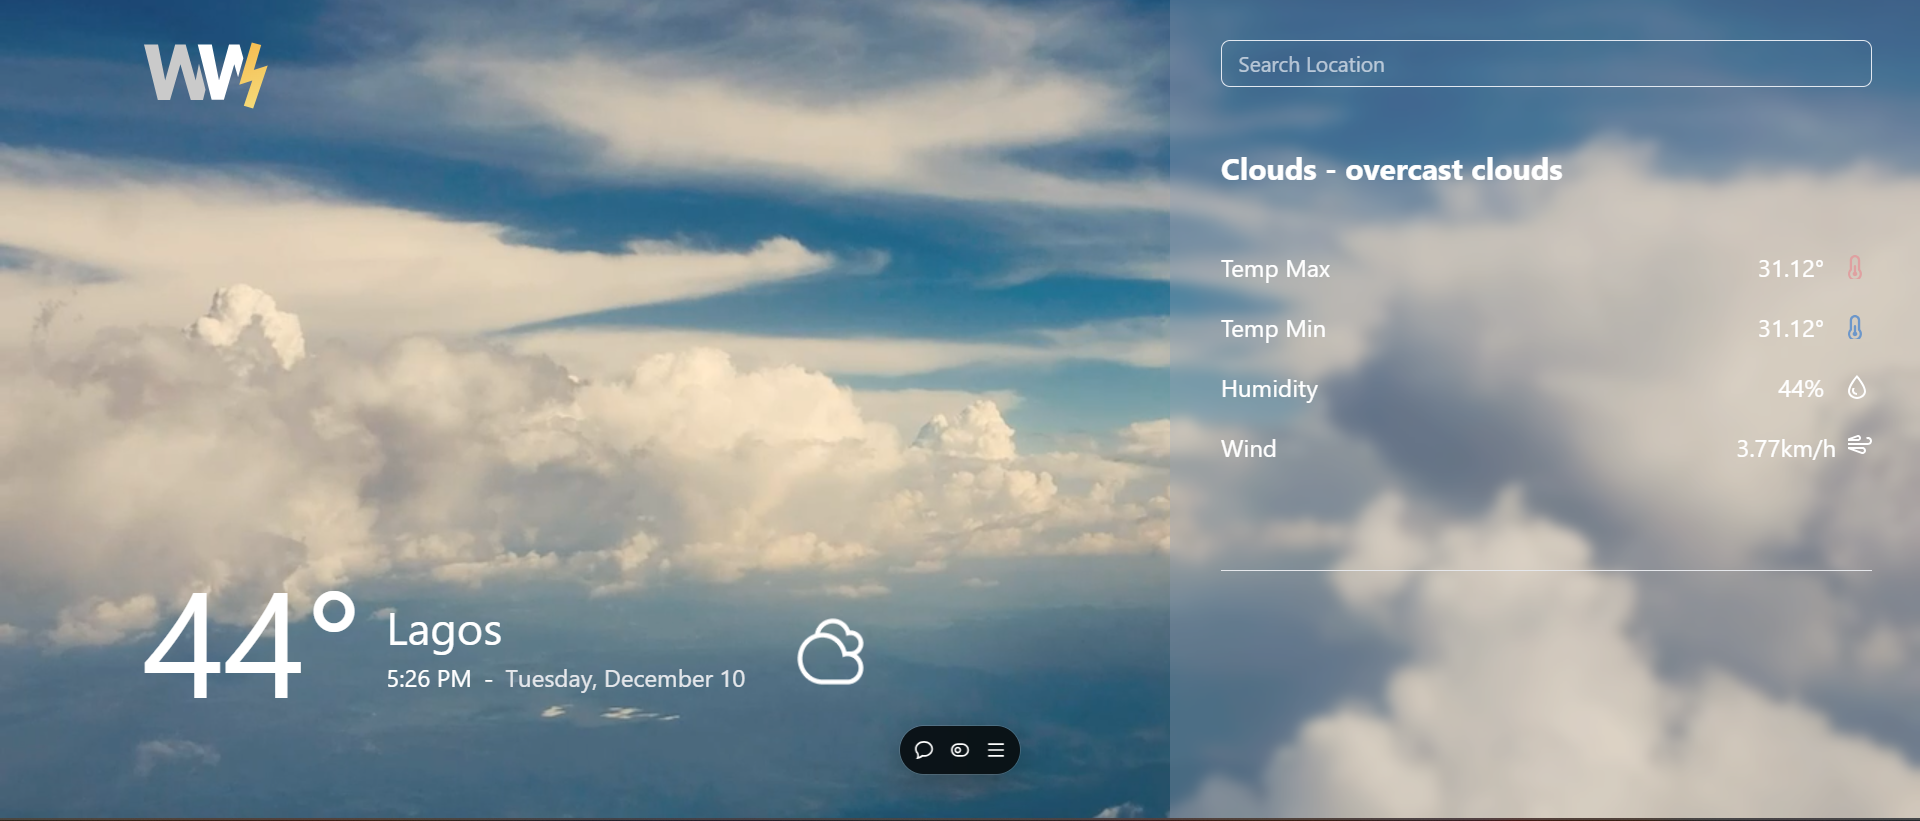 WW
Search Location
Clouds - overcast clouds
Temp Max 31.12°
Temp Min 31.12°
Humidity 44%
Wind 3.77km/h
44°
Lagos
5:26 PM - Tuesday, December 10